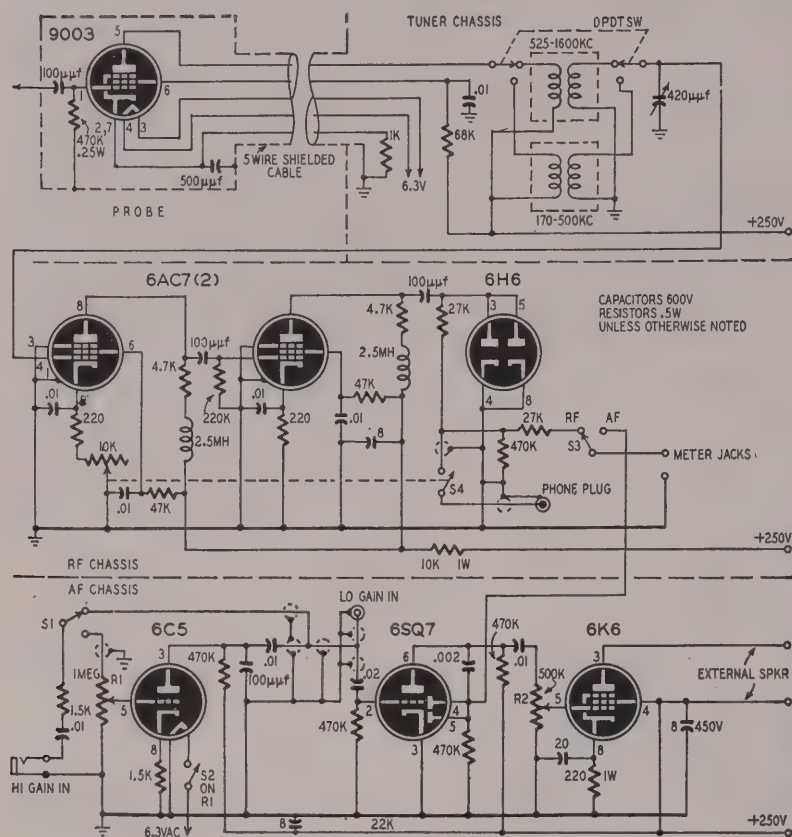 TUNER CHASSIS
DPDT SW
9003
5
525-1600KC
100µµf
1
6
.01
420µµf
2,7
4
3
470K
.25W
1K
68K
500µµf
5 WIRE SHIELDED
CABLE
6.3V
PROBE
170-500KC
+250V
6AC7(2)
100µµf
6H6
CAPACITORS 600V
RESISTORS .5W
UNLESS OTHERWISE NOTED
8
3
5
3
4
1
6
4.7K
100µµf
4.7K
27K
2.5MH
.01
220
220K
.01
220
47K
.01
8
4
8
27K
RF
AF
10K
2.5MH
470K
S3
METER JACKS
S4
PHONE PLUG
.01
47K
+250V
10K
1W
RF CHASSIS
AF CHASSIS
LO GAIN IN
S1
6C5
6SQ7
470K
6K6
3
470K
.01
6
.002
.01
3
1MEG
R1
100µµf
.02
500K
EXTERNAL SPKR
5
2
4
5
R2
5
4
1.5K
470K
470K
8
450V
.01
8
3
20
8
1.5K
S2
ON
R1
220
1W
HI GAIN IN
6.3VAC
8
22K
+250V